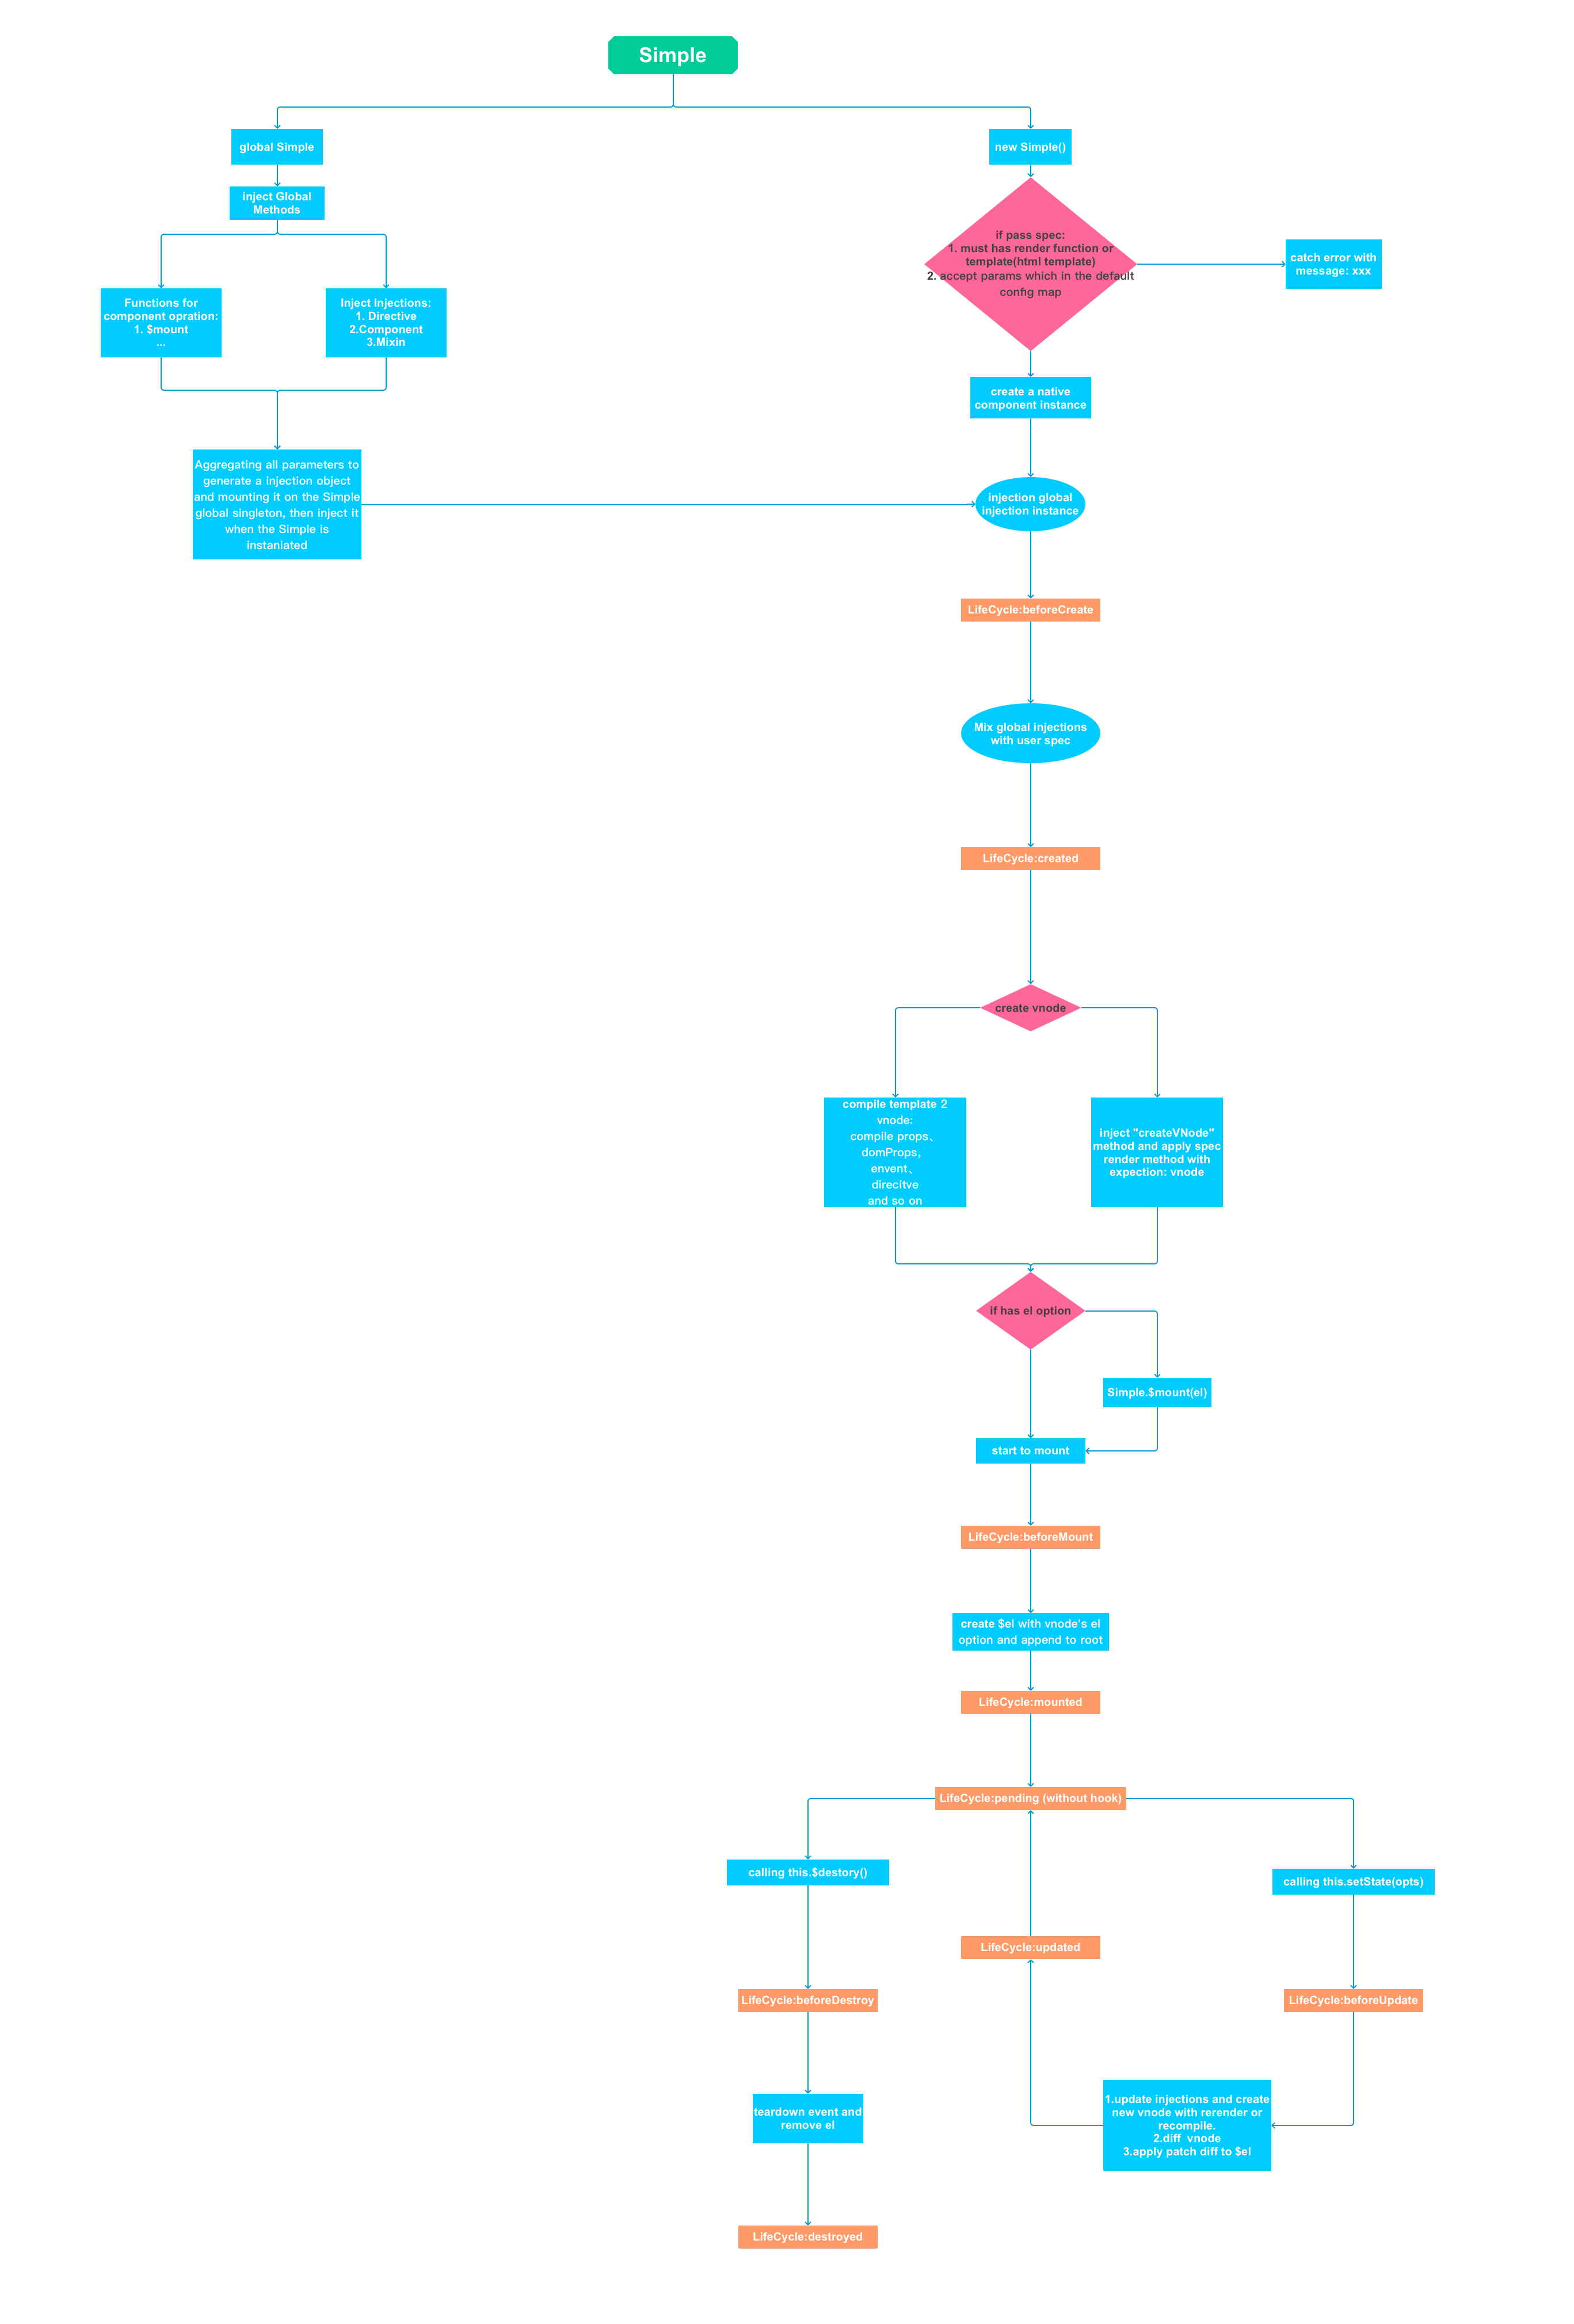 Simple
global Simple
new Simple()
inject Global
Methods
if pass spec:
1. must has render function or
template(html template)
2. accept params which in the default
config map
catch error with
message: xxx
Functions for
component opration:
1. $mount
...
Inject Injections:
1. Directive
2.Component
3.Mixin
create a native
component instance
Aggregating all parameters to
generate a injection object
and mounting it on the Simple
global singleton, then inject it
when the Simple is
instaniated
injection global
injection instance
LifeCycle:beforeCreate
Mix global injections
with user spec
LifeCycle:created
create vnode
compile template 2
vnode:
compile props、
domProps,
envent、
direcitve
and so on
inject "createVNode"
method and apply spec
render method with
expection: vnode
if has el option
Simple.$mount(el)
start to mount
LifeCycle:beforeMount
create $el with vnode's el
option and append to root
LifeCycle:mounted
LifeCycle:pending (without hook)
calling this.$destory()
calling this.setState(opts)
LifeCycle:updated
LifeCycle:beforeDestroy
LifeCycle:beforeUpdate
teardown event and
remove el
1.update injections and create
new vnode with rerender or
recompile.
2.diff vnode
3.apply patch diff to $el
LifeCycle:destroyed